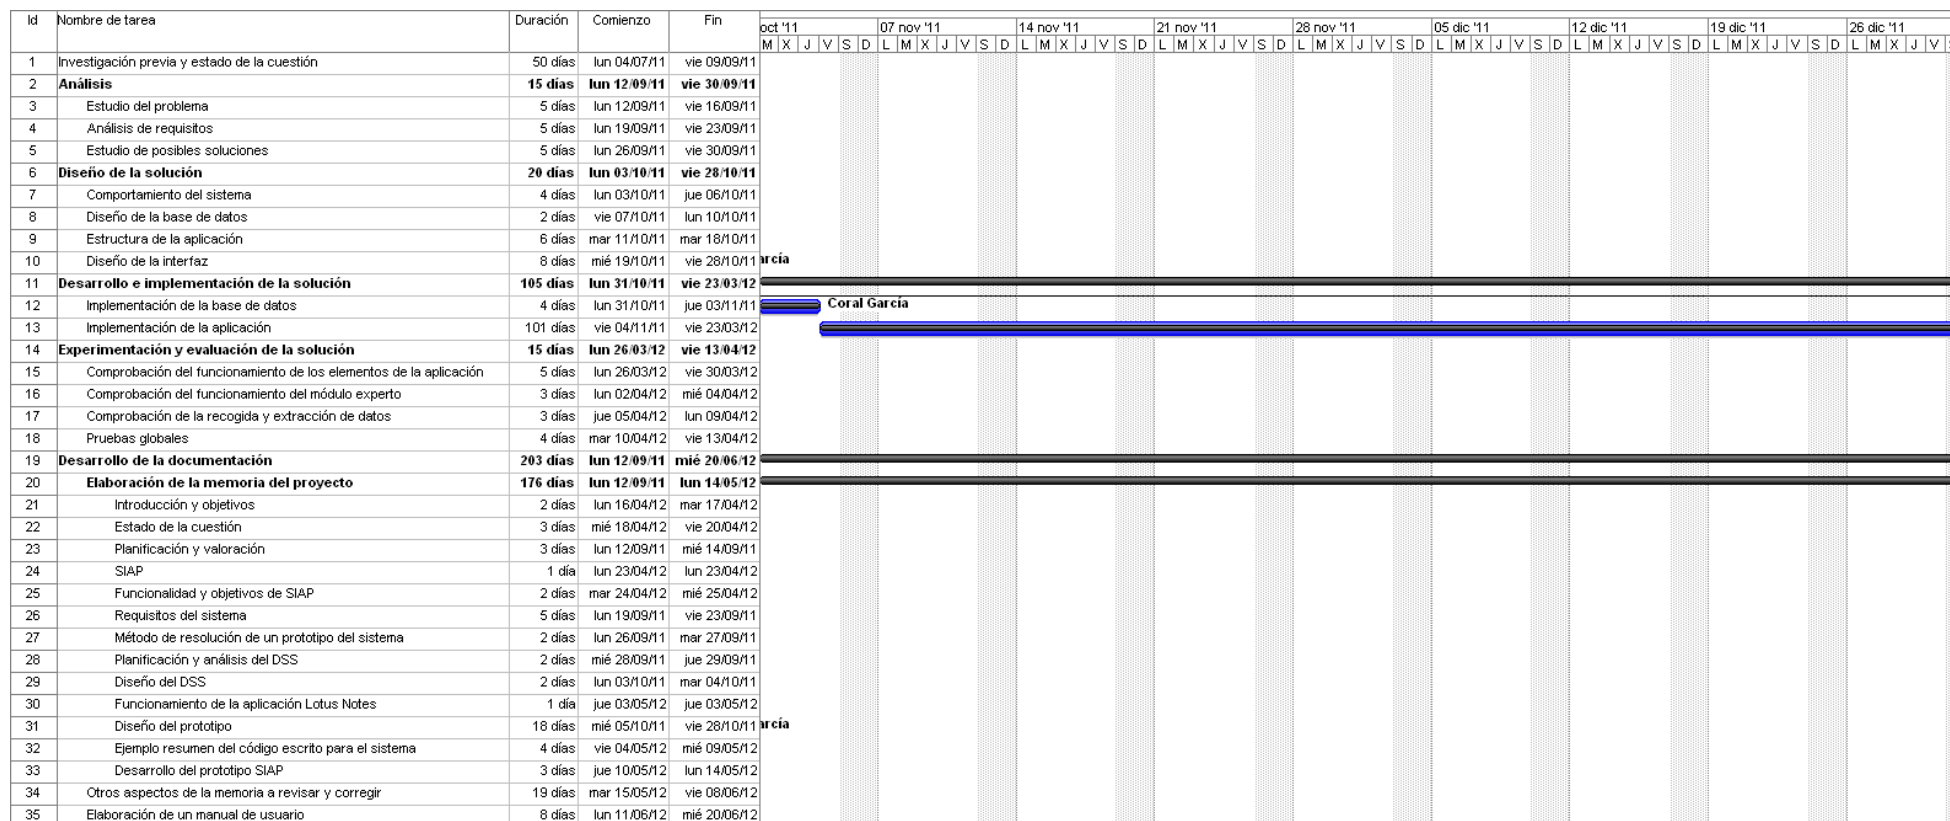 Id Nombre de tarea Duración Comienzo Fin
oct '11 07 nov '11 14 nov '11 21 nov '11 28 nov '11 05 dic '11 12 dic '11 19 dic '11 26 dic '11
M X J V S D L M X J V S D L M X J V S D L M X J V S D L M X J V S D L M X J V S D L M X J V S D L M X J V S D L M X J V
1 Investigación previa y estado de la cuestión 50 días lun 04/07/11 vie 09/09/11
2 Análisis 15 días lun 12/09/11 vie 30/09/11
3 Estudio del problema 5 días lun 12/09/11 vie 16/09/11
4 Análisis de requisitos 5 días lun 19/09/11 vie 23/09/11
5 Estudio de posibles soluciones 5 días lun 26/09/11 vie 30/09/11
6 Diseño de la solución 20 días lun 03/10/11 vie 28/10/11
7 Comportamiento del sistema 4 días lun 03/10/11 jue 06/10/11
8 Diseño de la base de datos 2 días vie 07/10/11 lun 10/10/11
9 Estructura de la aplicación 6 días mar 11/10/11 mar 18/10/11
10 Diseño de la interfaz 8 días mié 19/10/11 vie 28/10/11 arcía
11 Desarrollo e implementación de la solución 105 días lun 31/10/11 vie 23/03/12
12 Implementación de la base de datos 4 días lun 31/10/11 jue 03/11/11 Coral García
13 Implementación de la aplicación 101 días vie 04/11/11 vie 23/03/12
14 Experimentación y evaluación de la solución 15 días lun 26/03/12 vie 13/04/12
15 Comprobación del funcionamiento de los elementos de la aplicación 5 días lun 26/03/12 vie 30/03/12
16 Comprobación del funcionamiento del módulo experto 3 días lun 02/04/12 mié 04/04/12
17 Comprobación de la recogida y extracción de datos 3 días jue 05/04/12 lun 09/04/12
18 Pruebas globales 4 días mar 10/04/12 vie 13/04/12
19 Desarrollo de la documentación 203 días lun 12/09/11 mié 20/06/12
20 Elaboración de la memoria del proyecto 176 días lun 12/09/11 lun 14/05/12
21 Introducción y objetivos 2 días lun 16/04/12 mar 17/04/12
22 Estado de la cuestión 3 días mié 18/04/12 vie 20/04/12
23 Planificación y valoración 3 días lun 12/09/11 mié 14/09/11
24 SIAP 1 día lun 23/04/12 lun 23/04/12
25 Funcionalidad y objetivos de SIAP 2 días mar 24/04/12 mié 25/04/12
26 Requisitos del sistema 5 días lun 19/09/11 vie 23/09/11
27 Método de resolución de un prototipo del sistema 2 días lun 26/09/11 mar 27/09/11
28 Planificación y análisis del DSS 2 días mié 28/09/11 jue 29/09/11
29 Diseño del DSS 2 días lun 03/10/11 mar 04/10/11
30 Funcionamiento de la aplicación Lotus Notes 1 día jue 03/05/12 jue 03/05/12
31 Diseño del prototipo 18 días mié 05/10/11 vie 28/10/11 arcía
32 Ejemplo resumen del código escrito para el sistema 4 días vie 04/05/12 mié 09/05/12
33 Desarrollo del prototipo SIAP 3 días jue 10/05/12 lun 14/05/12
34 Otros aspectos de la memoria a revisar y corregir 19 días mar 15/05/12 vie 08/06/12
35 Elaboración de un manual de usuario 8 días lun 11/06/12 mié 20/06/12